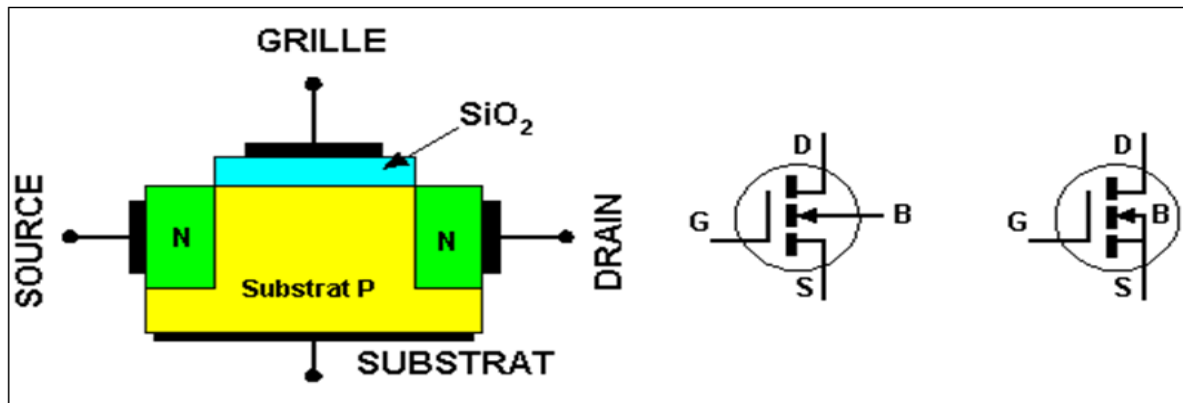 GRILLE
SiO₂
SOURCE
N
N
DRAIN
Substrat P
SUBSTRAT
D
G
B
S
D
G
B
S